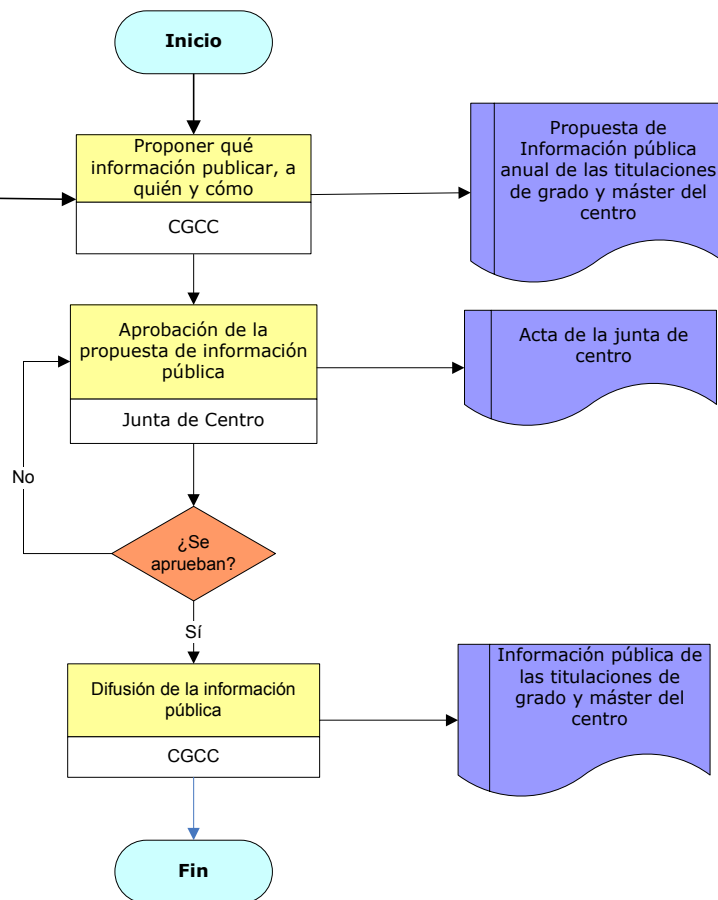 Inicio
Proponer qué
información publicar, a
quién y cómo
CGCC
Propuesta de
Información pública
anual de las titulaciones
de grado y máster del
centro
Aprobación de la
propuesta de información
pública
Junta de Centro
Acta de la junta de
centro
No
¿Se
aprueban?
Sí
Difusión de la información
pública
CGCC
Información pública de
las titulaciones de
grado y máster del
centro
Fin